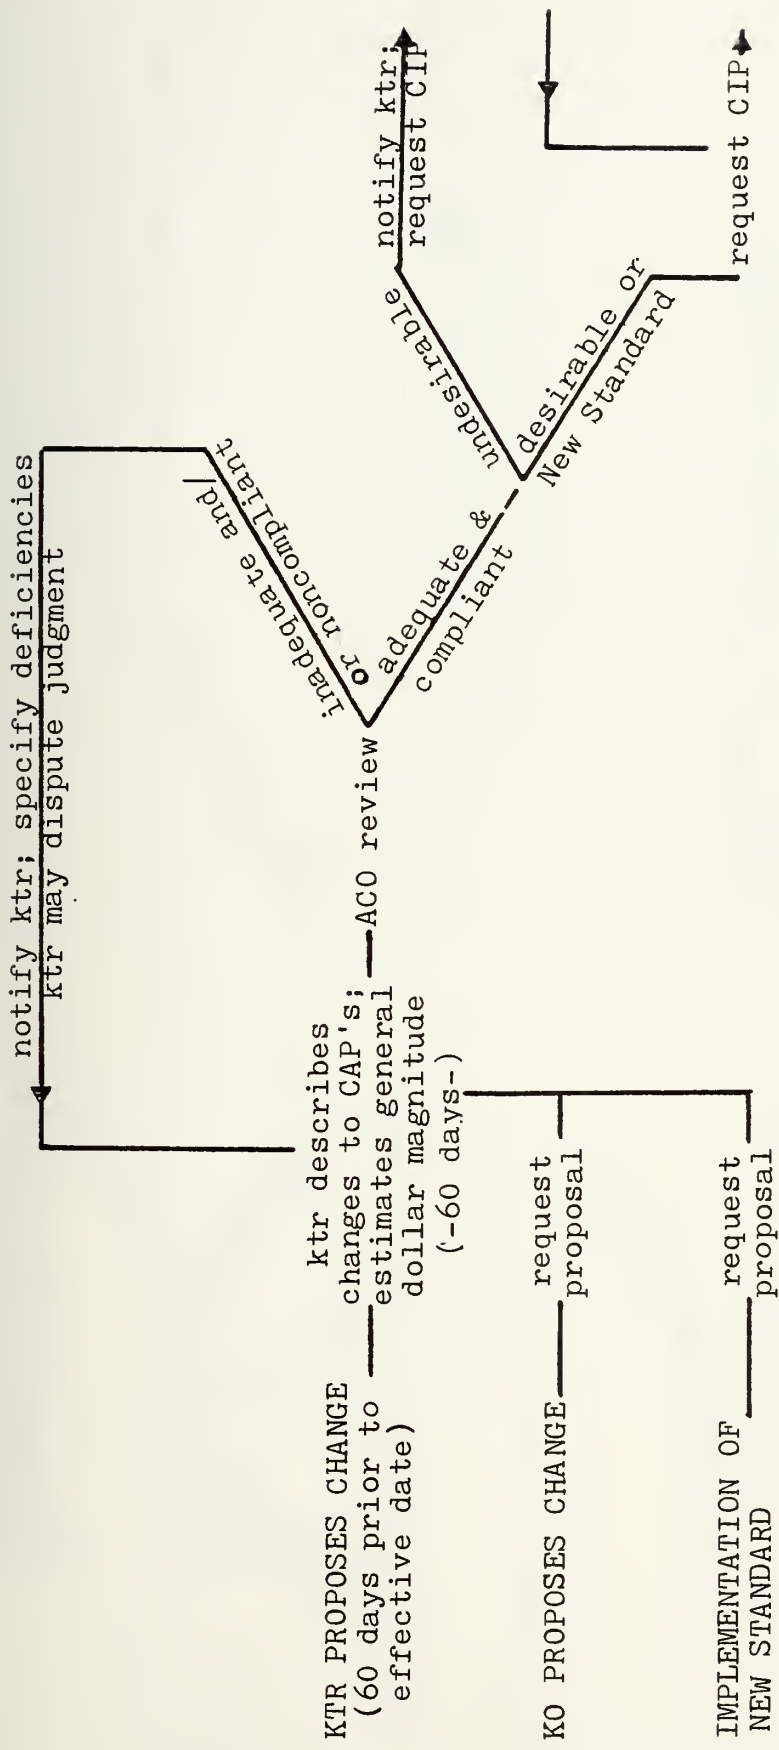 notify ktr; specify deficiencies
ktr may dispute judgment
KTR PROPOSES CHANGE
(60 days prior to
effective date)
ktr describes
changes to CAP's;
estimates general
dollar magnitude
(-60 days-)
ACO review
inadequate and/
or noncompliant
adequate &
compliant
undesirable
notify ktr;
request CIP
desirable or
New Standard
request CIP
KO PROPOSES CHANGE
request
proposal
IMPLEMENTATION OF
NEW STANDARD
request
proposal